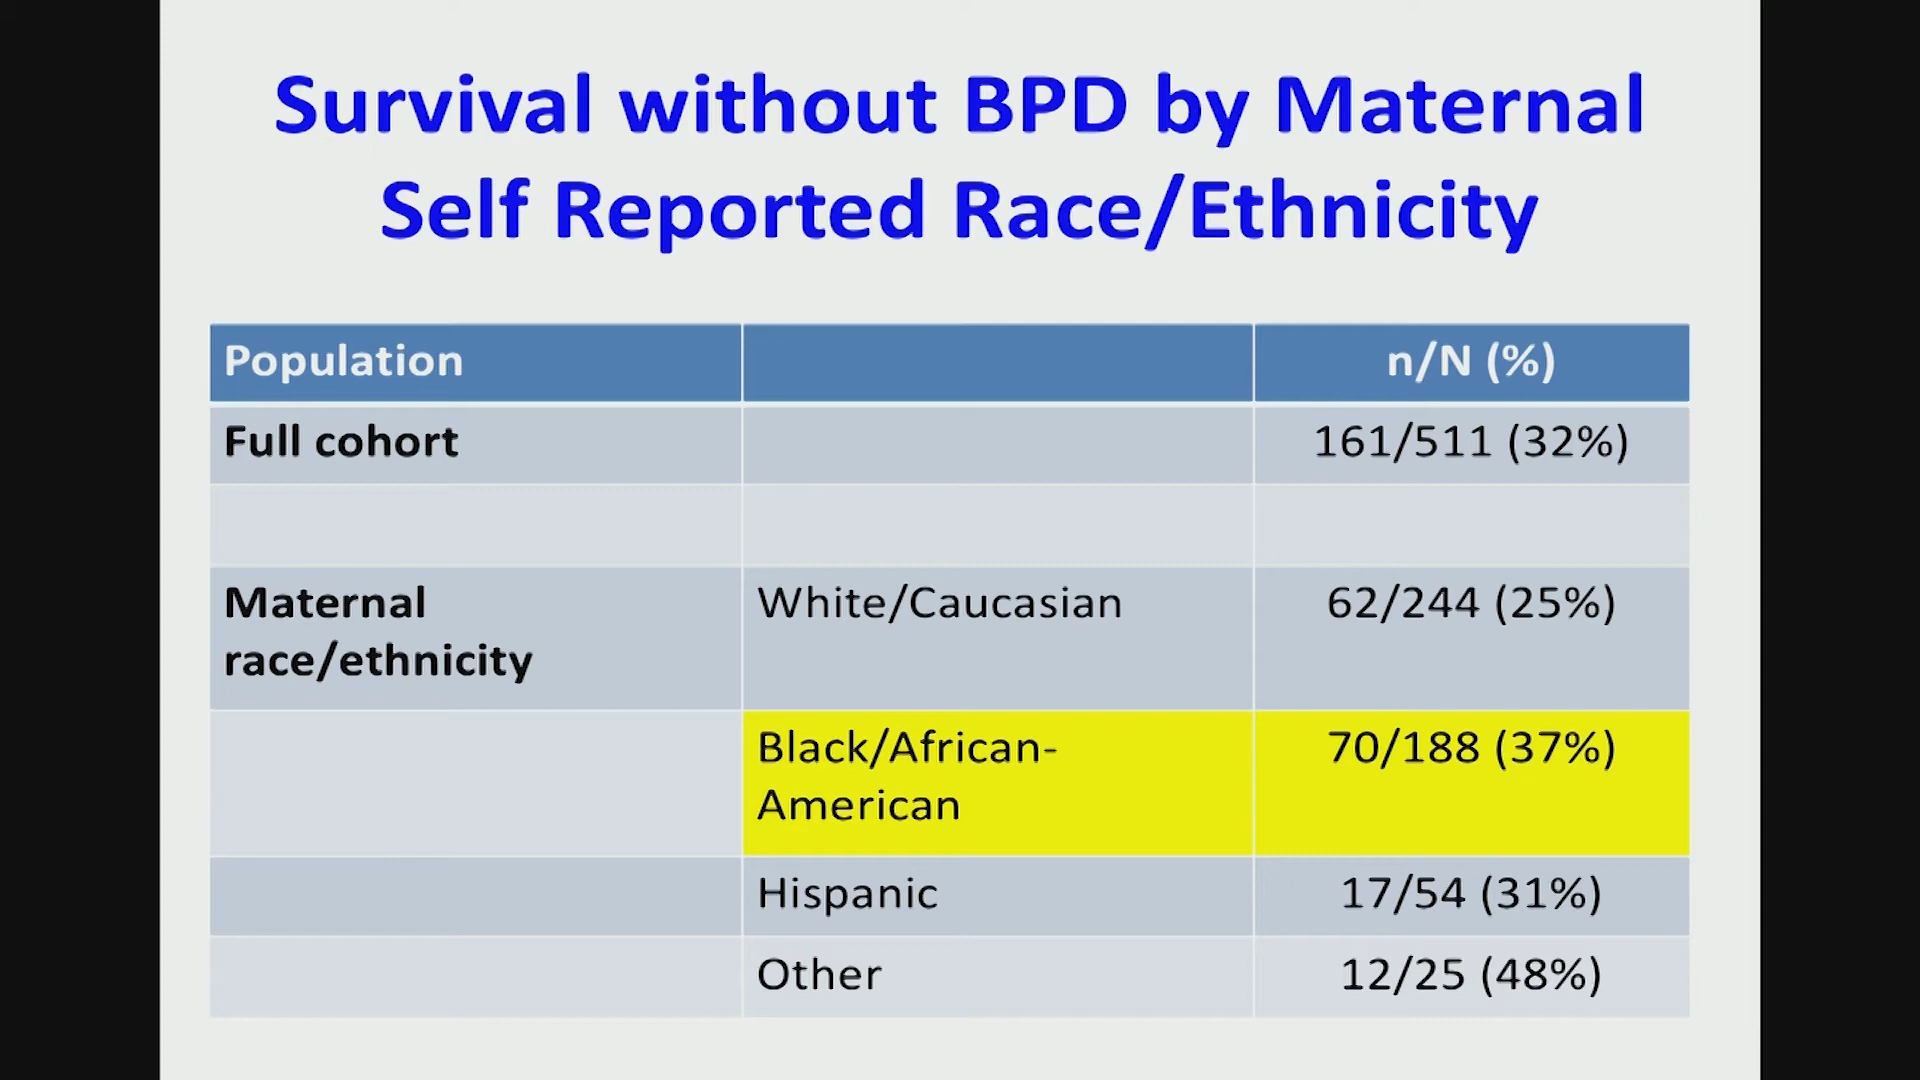 Survival without BPD by Maternal
Self Reported Race/Ethnicity
Population n/N (%)
Full cohort 161/511 (32%)
Maternal race/ethnicity White/Caucasian 62/244 (25%)
Black/African-American 70/188 (37%)
Hispanic 17/54 (31%)
Other 12/25 (48%)